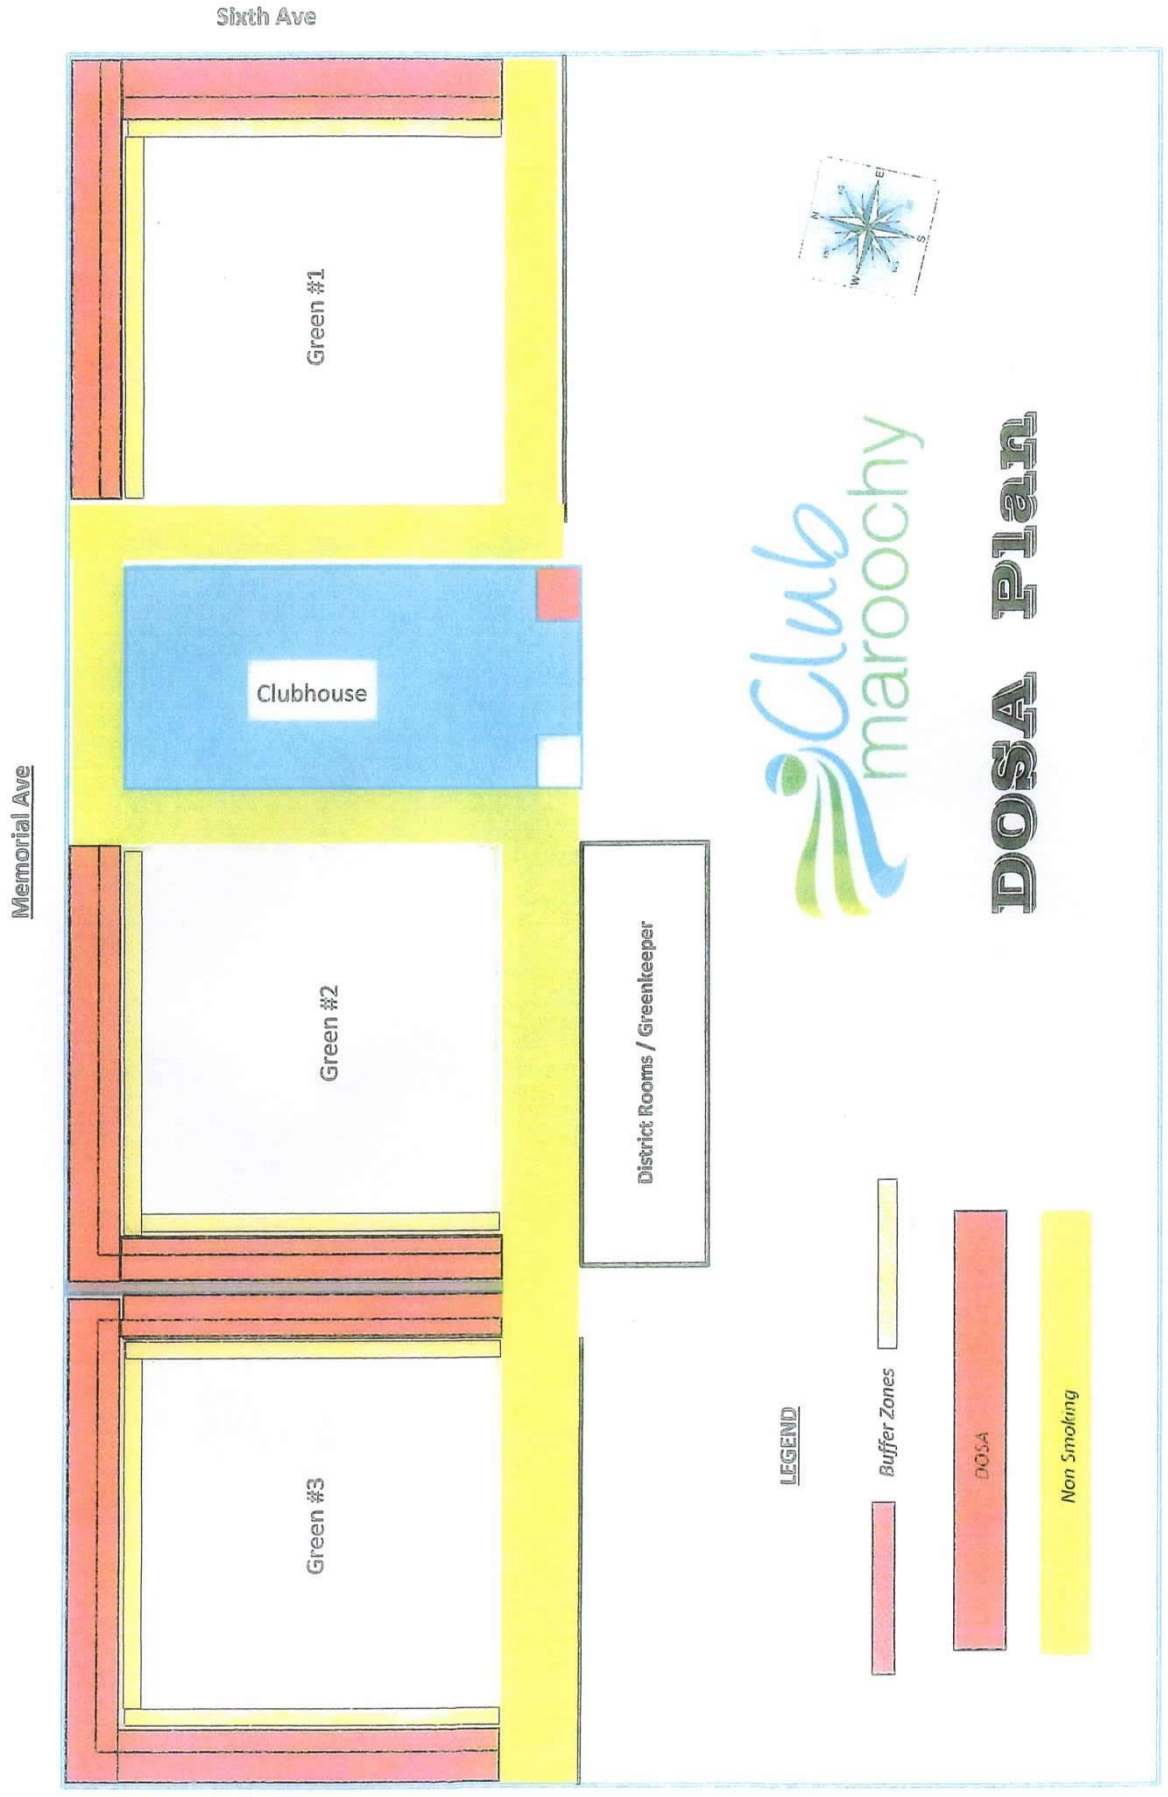 Sixth Ave
Memorial Ave
Green #1
Clubhouse
Green #2
Green #3
District Rooms / Greenkeeper
N
E
S
W
Club
maroochy
DOSA Plan
LEGEND
Buffer Zones
DOSA
Non Smoking